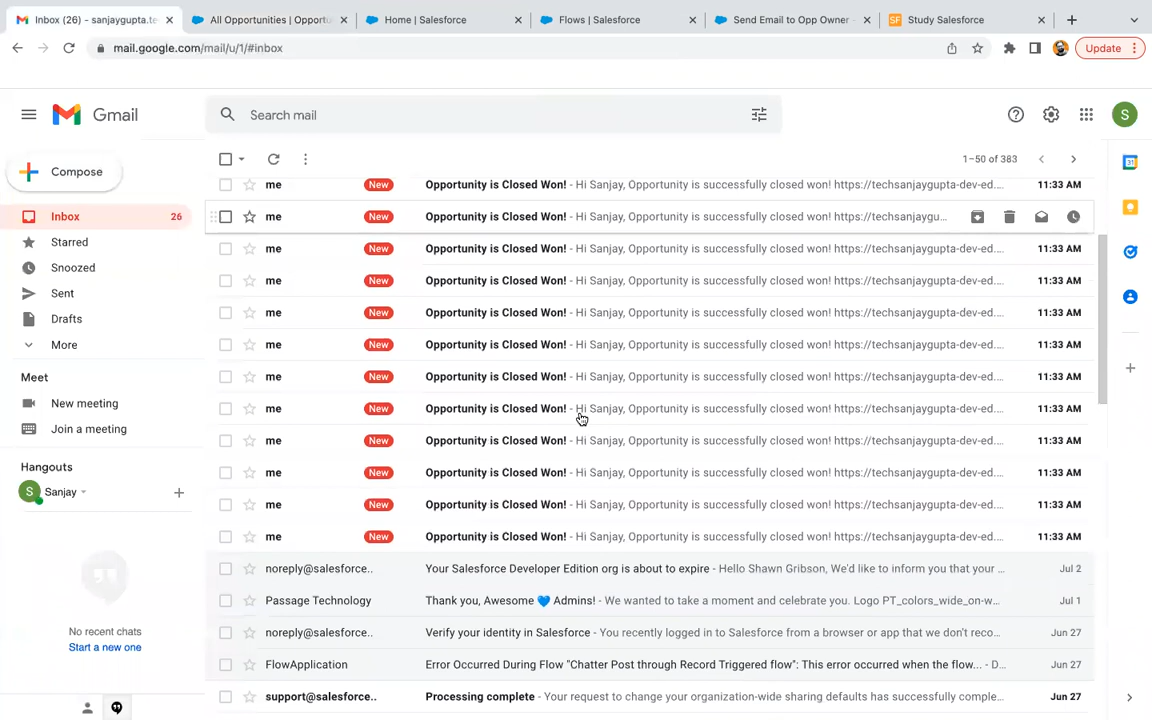 Inbox (26) - sanjaygupta.te
All Opportunities | Opportu
Home | Salesforce
Flows | Salesforce
Send Email to Opp Owner -
SF Study Salesforce
mail.google.com/mail/u/1/#inbox
Update
Gmail
Search mail
S
Compose
1–50 of 383
31
Inbox 26
Starred
Snoozed
Sent
Drafts
More
Meet
New meeting
Join a meeting
Hangouts
S Sanjay
No recent chats
Start a new one
me New Opportunity is Closed Won! - Hi Sanjay, Opportunity is successfully closed won! https://techsanjaygupta-dev-ed.... 11:33 AM
me New Opportunity is Closed Won! - Hi Sanjay, Opportunity is successfully closed won! https://techsanjaygu...
me New Opportunity is Closed Won! - Hi Sanjay, Opportunity is successfully closed won! https://techsanjaygupta-dev-ed.... 11:33 AM
me New Opportunity is Closed Won! - Hi Sanjay, Opportunity is successfully closed won! https://techsanjaygupta-dev-ed.... 11:33 AM
me New Opportunity is Closed Won! - Hi Sanjay, Opportunity is successfully closed won! https://techsanjaygupta-dev-ed.... 11:33 AM
me New Opportunity is Closed Won! - Hi Sanjay, Opportunity is successfully closed won! https://techsanjaygupta-dev-ed.... 11:33 AM
me New Opportunity is Closed Won! - Hi Sanjay, Opportunity is successfully closed won! https://techsanjaygupta-dev-ed.... 11:33 AM
me New Opportunity is Closed Won! - Hi Sanjay, Opportunity is successfully closed won! https://techsanjaygupta-dev-ed.... 11:33 AM
me New Opportunity is Closed Won! - Hi Sanjay, Opportunity is successfully closed won! https://techsanjaygupta-dev-ed.... 11:33 AM
me New Opportunity is Closed Won! - Hi Sanjay, Opportunity is successfully closed won! https://techsanjaygupta-dev-ed.... 11:33 AM
me New Opportunity is Closed Won! - Hi Sanjay, Opportunity is successfully closed won! https://techsanjaygupta-dev-ed.... 11:33 AM
me New Opportunity is Closed Won! - Hi Sanjay, Opportunity is successfully closed won! https://techsanjaygupta-dev-ed.... 11:33 AM
noreply@salesforce.. Your Salesforce Developer Edition org is about to expire - Hello Shawn Gribson, We'd like to inform you that your ... Jul 2
Passage Technology Thank you, Awesome 💙 Admins! - We wanted to take a moment and celebrate you. Logo PT_colors_wide_on-w... Jul 1
noreply@salesforce.. Verify your identity in Salesforce - You recently logged in to Salesforce from a browser or app that we don't reco... Jun 27
FlowApplication Error Occurred During Flow "Chatter Post through Record Triggered flow": This error occurred when the flow... - D... Jun 27
support@salesforce.. Processing complete - Your request to change your organization-wide sharing defaults has successfully comple... Jun 27